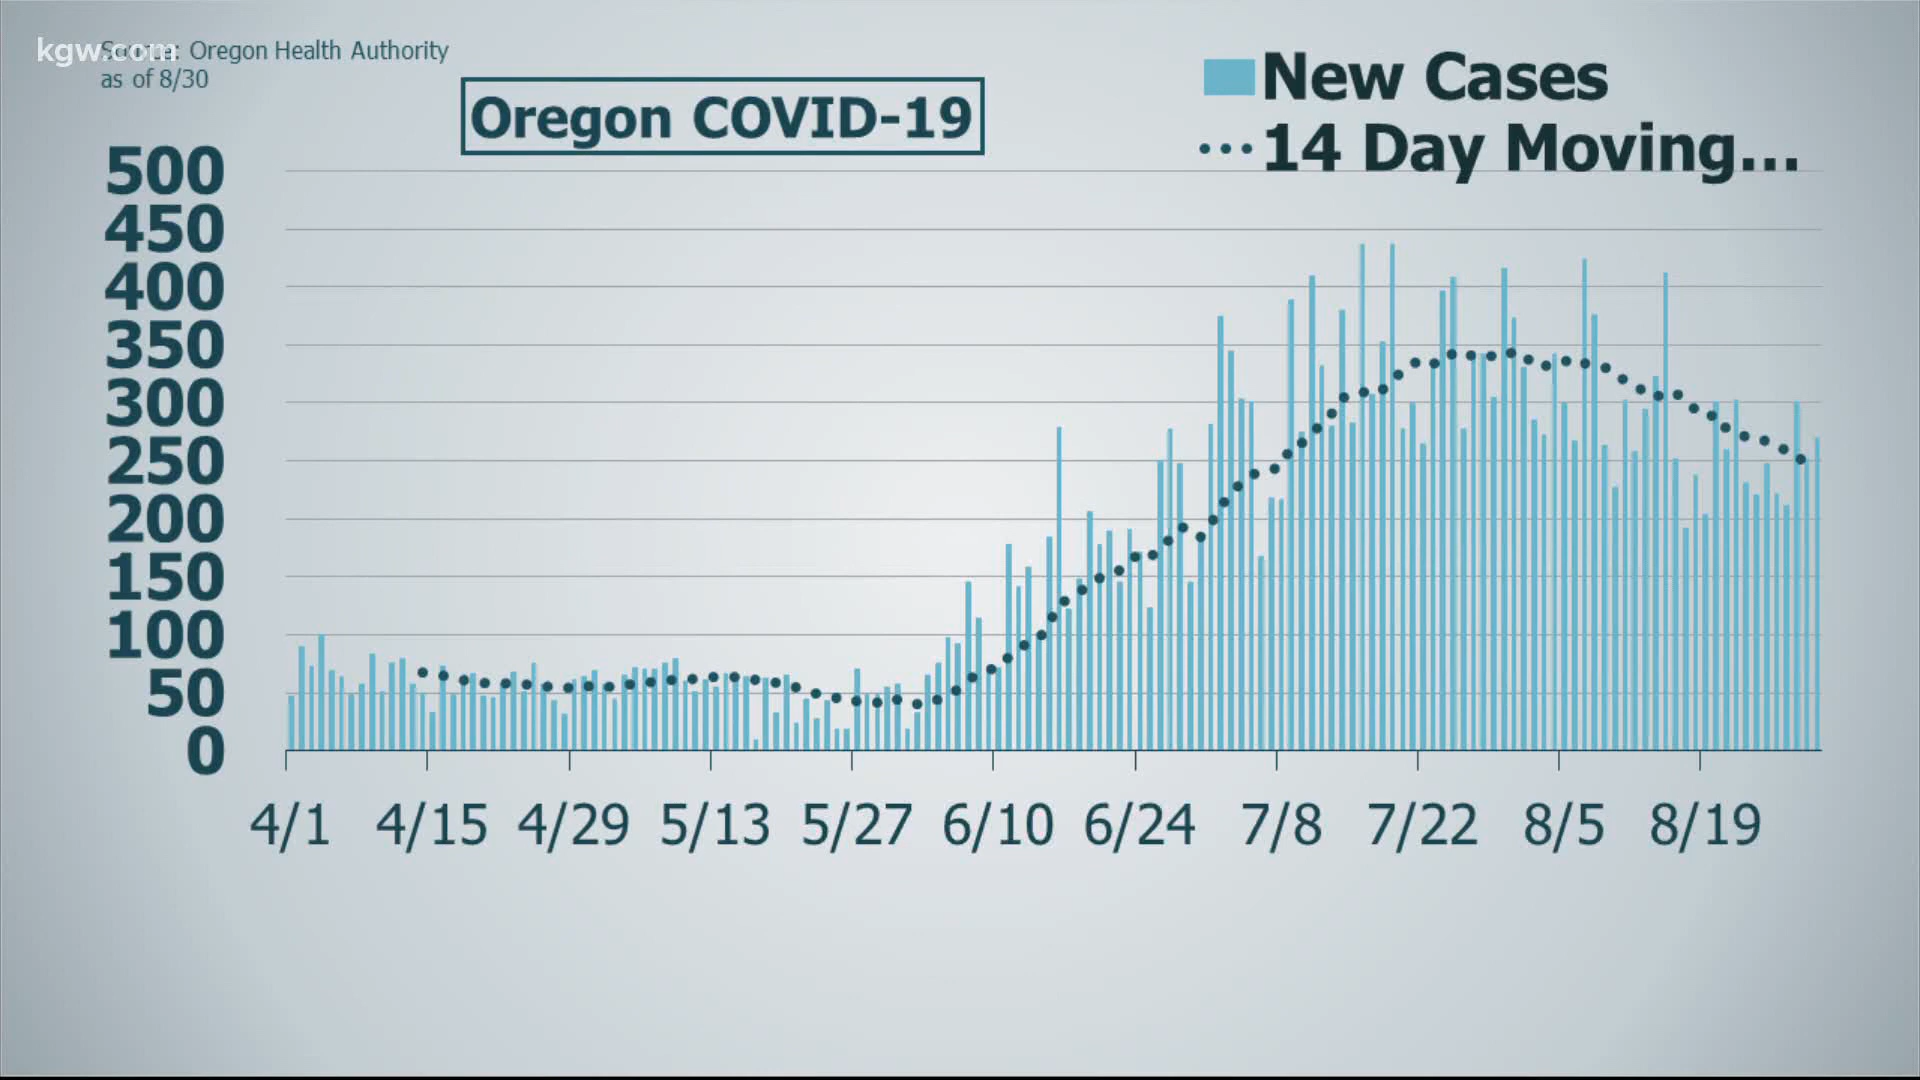 kgw.com
Source: Oregon Health Authority
as of 8/30
Oregon COVID-19
New Cases
14 Day Moving...
500
450
400
350
300
250
200
150
100
50
0
4/1 4/15 4/29 5/13 5/27 6/10 6/24 7/8 7/22 8/5 8/19